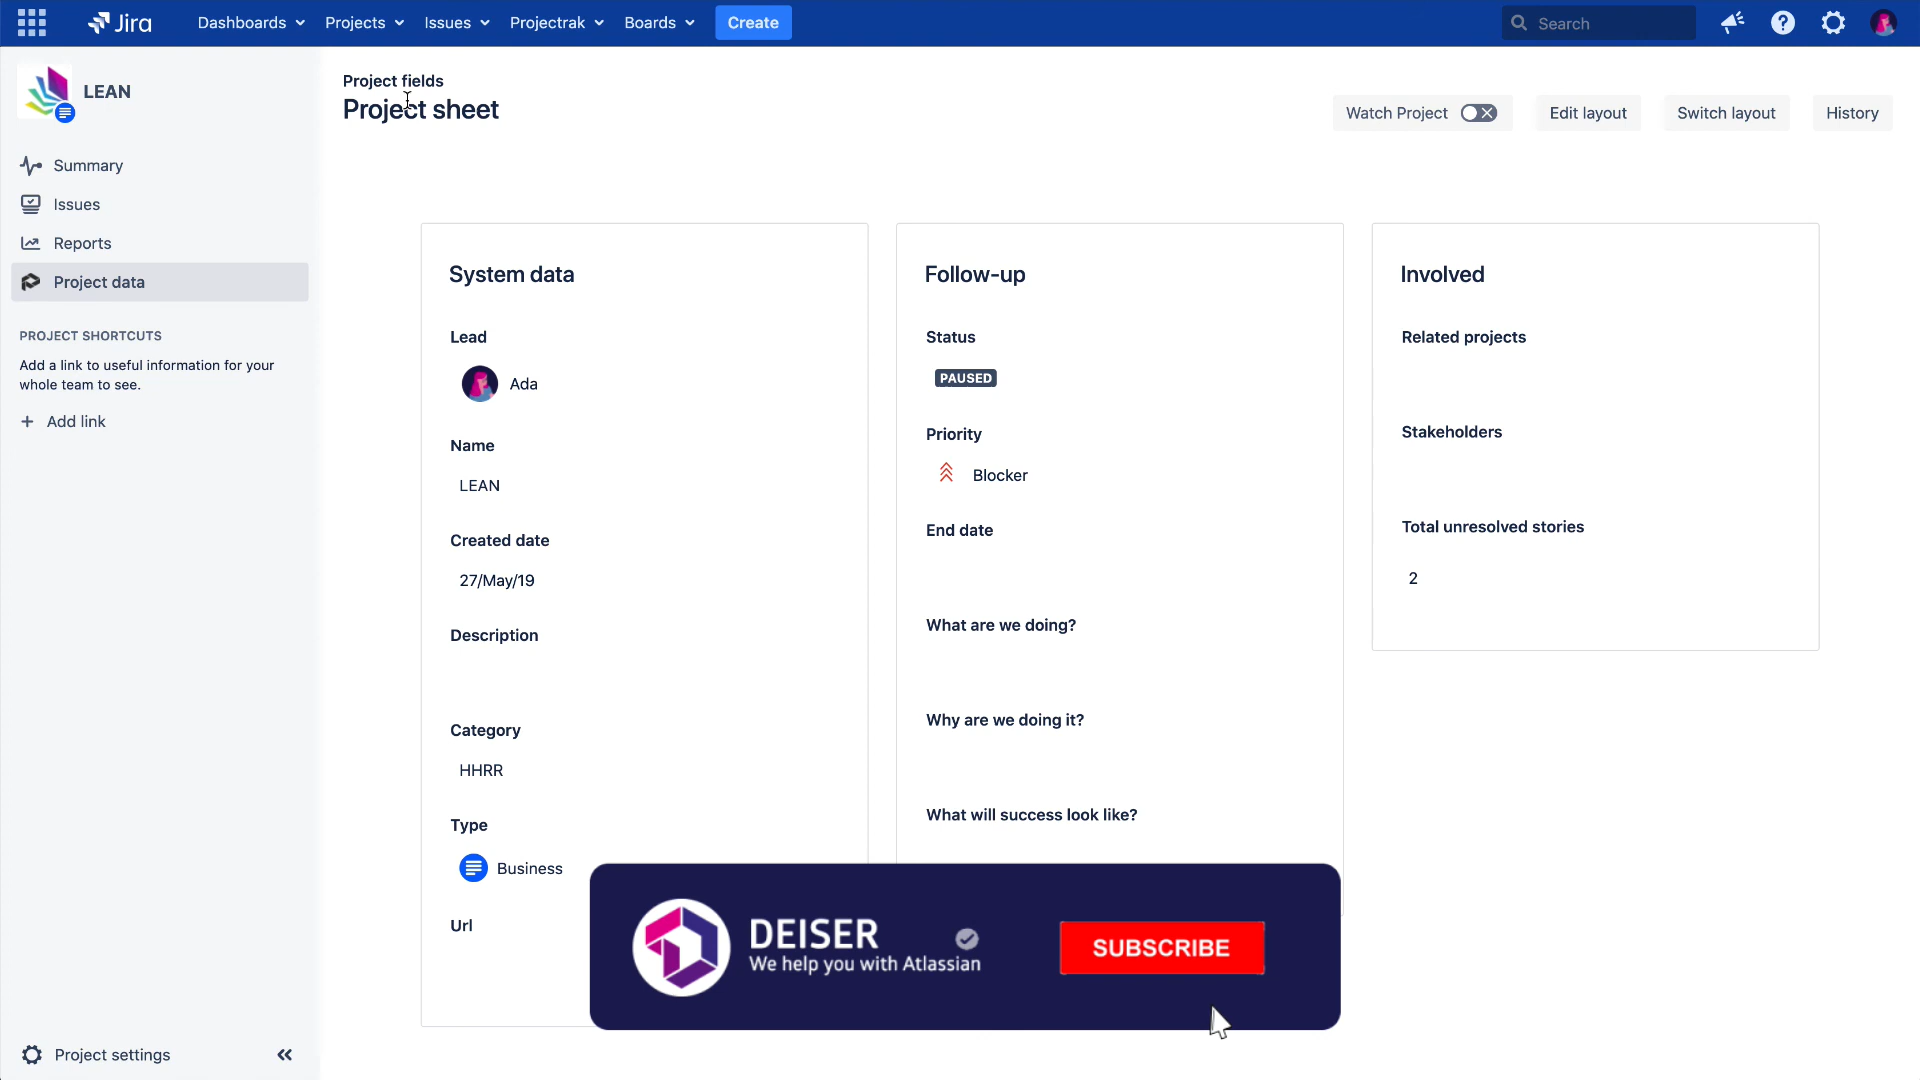 Jira
Dashboards
Projects
Issues
Projectrak
Boards
Create
Search
LEAN
Summary
Issues
Reports
Project data
PROJECT SHORTCUTS
Add a link to useful information for your
whole team to see.
+ Add link
Project settings
Project fields
Project sheet
Watch Project
Edit layout
Switch layout
History
System data
Lead
Ada
Name
LEAN
Created date
27/May/19
Description
Category
HHRR
Type
Business
Url
Follow-up
Status
PAUSED
Priority
Blocker
End date
What are we doing?
Why are we doing it?
What will success look like?
Involved
Related projects
Stakeholders
Total unresolved stories
2
DEISER
We help you with Atlassian
SUBSCRIBE